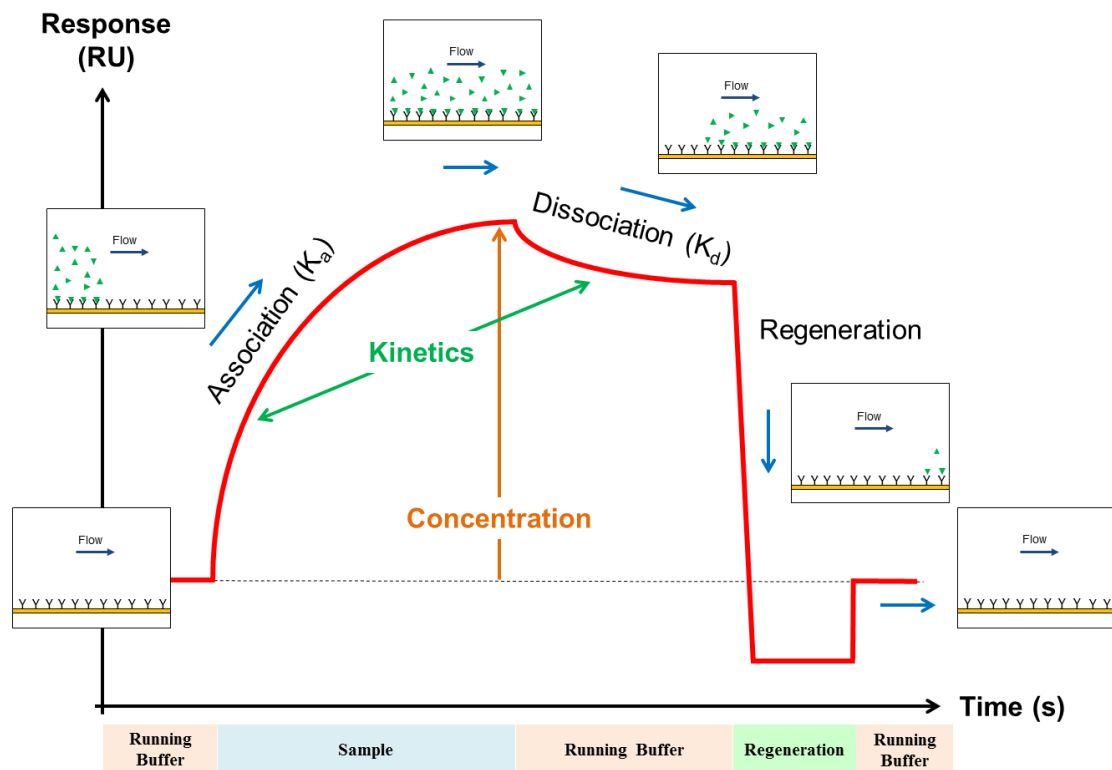 Response
(RU)
Flow
Flow
Flow
Association (Ka)
Dissociation (Kd)
Kinetics
Regeneration
Flow
Concentration
Flow
Flow
Time (s)
Running
Buffer
Sample
Running Buffer
Regeneration
Running
Buffer